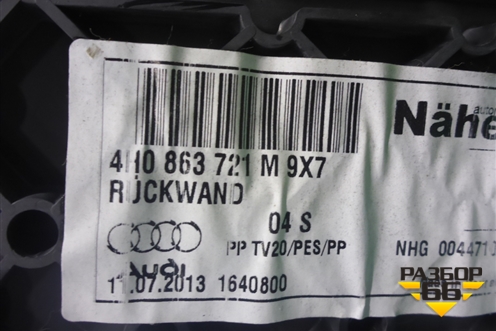 auto
Nähe
4H0 863 721 M 9X7
RÜCKWAND
04 S
PP TV20/PES/PP
NHG 004471
AUDI
11.07.2013 1640800
РАЗБОР
66